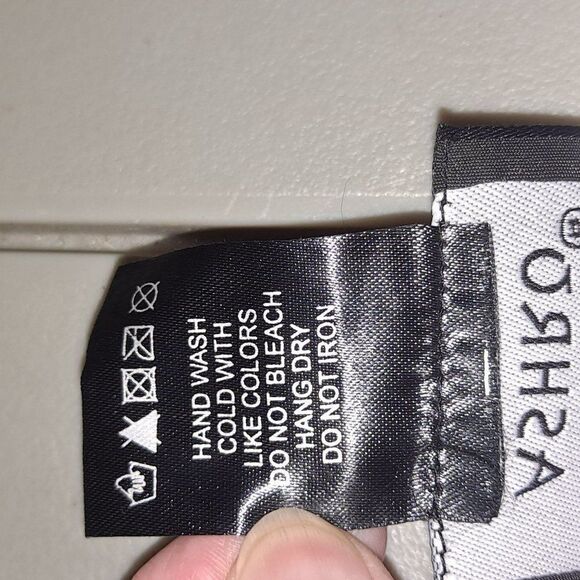 ASHRO®
HAND WASH
COLD WITH
LIKE COLORS
DO NOT BLEACH
HANG DRY
DO NOT IRON